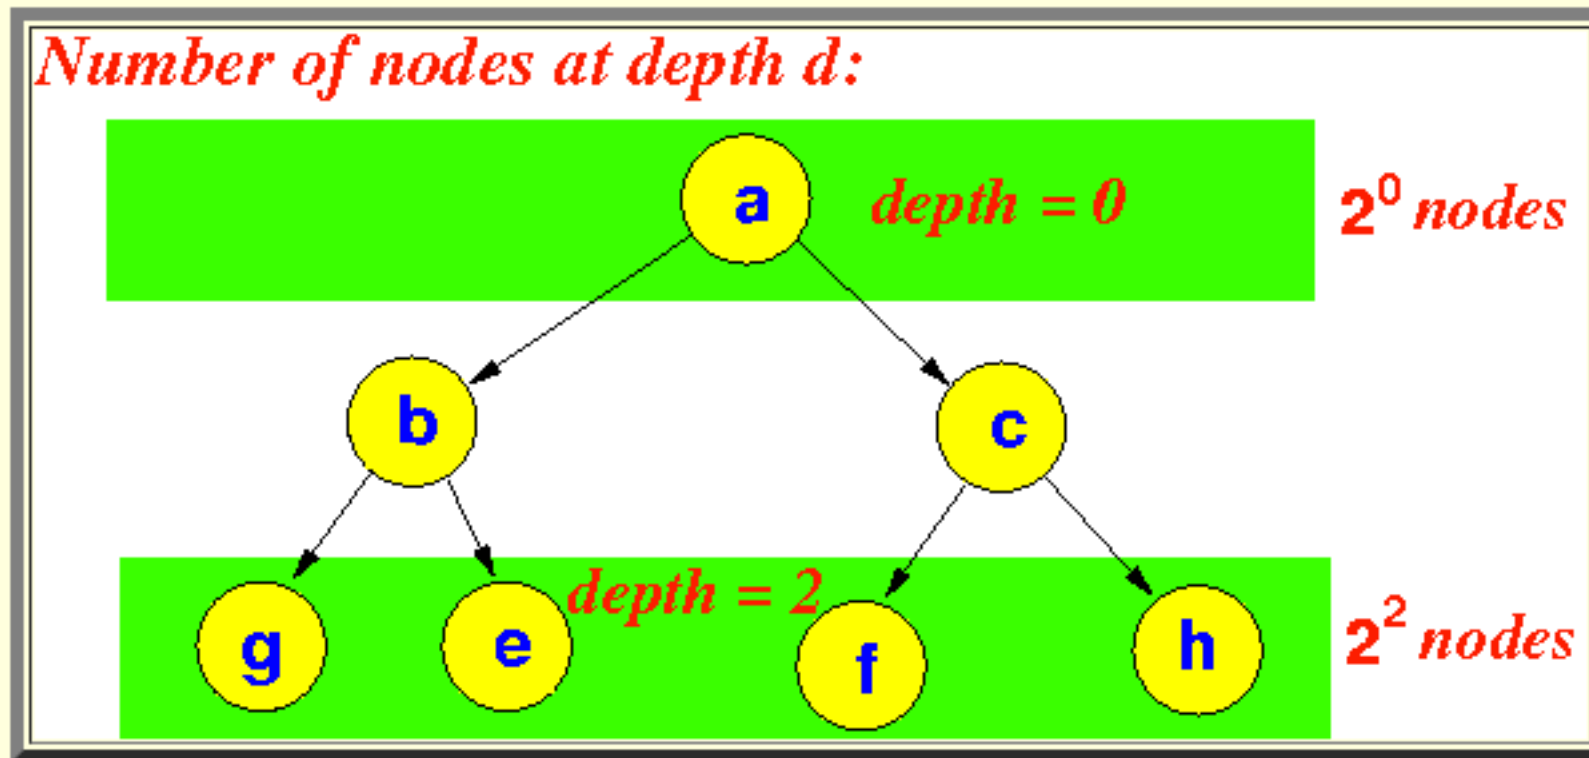 Number of nodes at depth d:
a depth = 0 2⁰ nodes
b c
g e depth = 2 f h 2² nodes